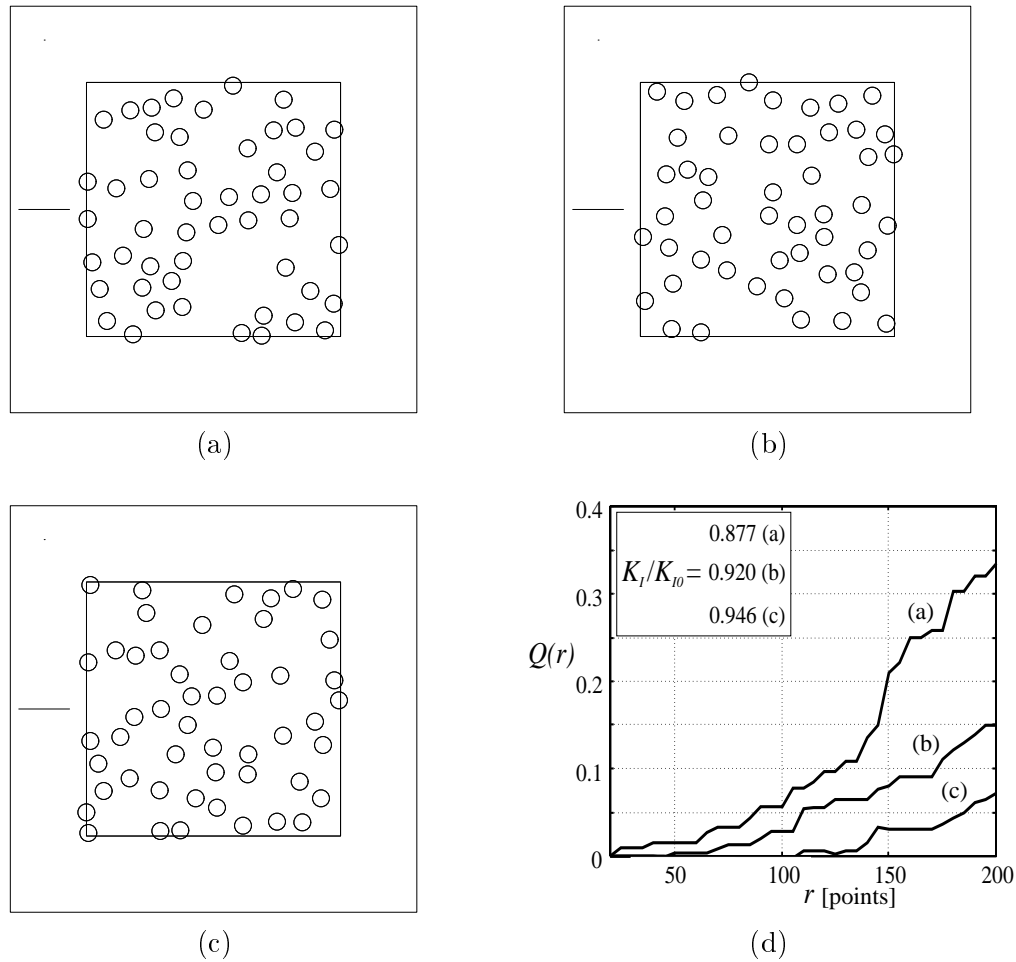 (a)
(b)
(c)
0.4
0.3
0.2
0.1
0
Q(r)
0.877 (a)
K_I/K_I0= 0.920 (b)
0.946 (c)
(a)
(b)
(c)
50
100
150
200
r [points]
(d)